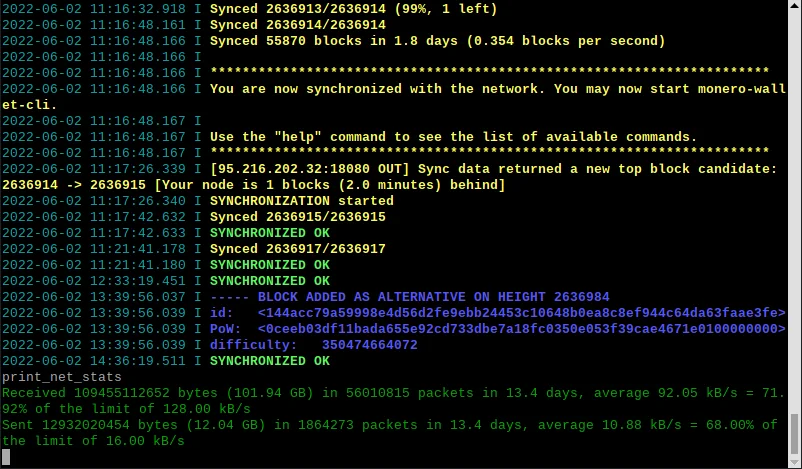 2022-06-02 11:16:32.918 I Synced 2636913/2636914 (99%, 1 left)
2022-06-02 11:16:48.161 I Synced 2636914/2636914
2022-06-02 11:16:48.166 I Synced 55870 blocks in 1.8 days (0.354 blocks per second)
2022-06-02 11:16:48.166 I
2022-06-02 11:16:48.166 I **********************************************************************
2022-06-02 11:16:48.166 I You are now synchronized with the network. You may now start monero-wall
et-cli.
2022-06-02 11:16:48.167 I
2022-06-02 11:16:48.167 I Use the "help" command to see the list of available commands.
2022-06-02 11:16:48.167 I **********************************************************************
2022-06-02 11:17:26.339 I [95.216.202.32:18080 OUT] Sync data returned a new top block candidate:
2636914 -> 2636915 [Your node is 1 blocks (2.0 minutes) behind]
2022-06-02 11:17:26.340 I SYNCHRONIZATION started
2022-06-02 11:17:42.632 I Synced 2636915/2636915
2022-06-02 11:17:42.633 I SYNCHRONIZED OK
2022-06-02 11:21:41.178 I Synced 2636917/2636917
2022-06-02 11:21:41.180 I SYNCHRONIZED OK
2022-06-02 12:33:19.451 I SYNCHRONIZED OK
2022-06-02 13:39:56.037 I ----- BLOCK ADDED AS ALTERNATIVE ON HEIGHT 2636984
2022-06-02 13:39:56.039 I id: <144acc79a59998e4d56d2fe9ebb24453c10648b0ea8c8ef944c64da63faae3fe>
2022-06-02 13:39:56.039 I PoW: <0ceeb03df11bada655e92cd733dbe7a18fc0350e053f39cae4671e0100000000>
2022-06-02 13:39:56.039 I difficulty: 350474664072
2022-06-02 14:36:19.511 I SYNCHRONIZED OK
print_net_stats
Received 109455112652 bytes (101.94 GB) in 56010815 packets in 13.4 days, average 92.05 kB/s = 71.
92% of the limit of 128.00 kB/s
Sent 12932020454 bytes (12.04 GB) in 1864273 packets in 13.4 days, average 10.88 kB/s = 68.00% of
the limit of 16.00 kB/s